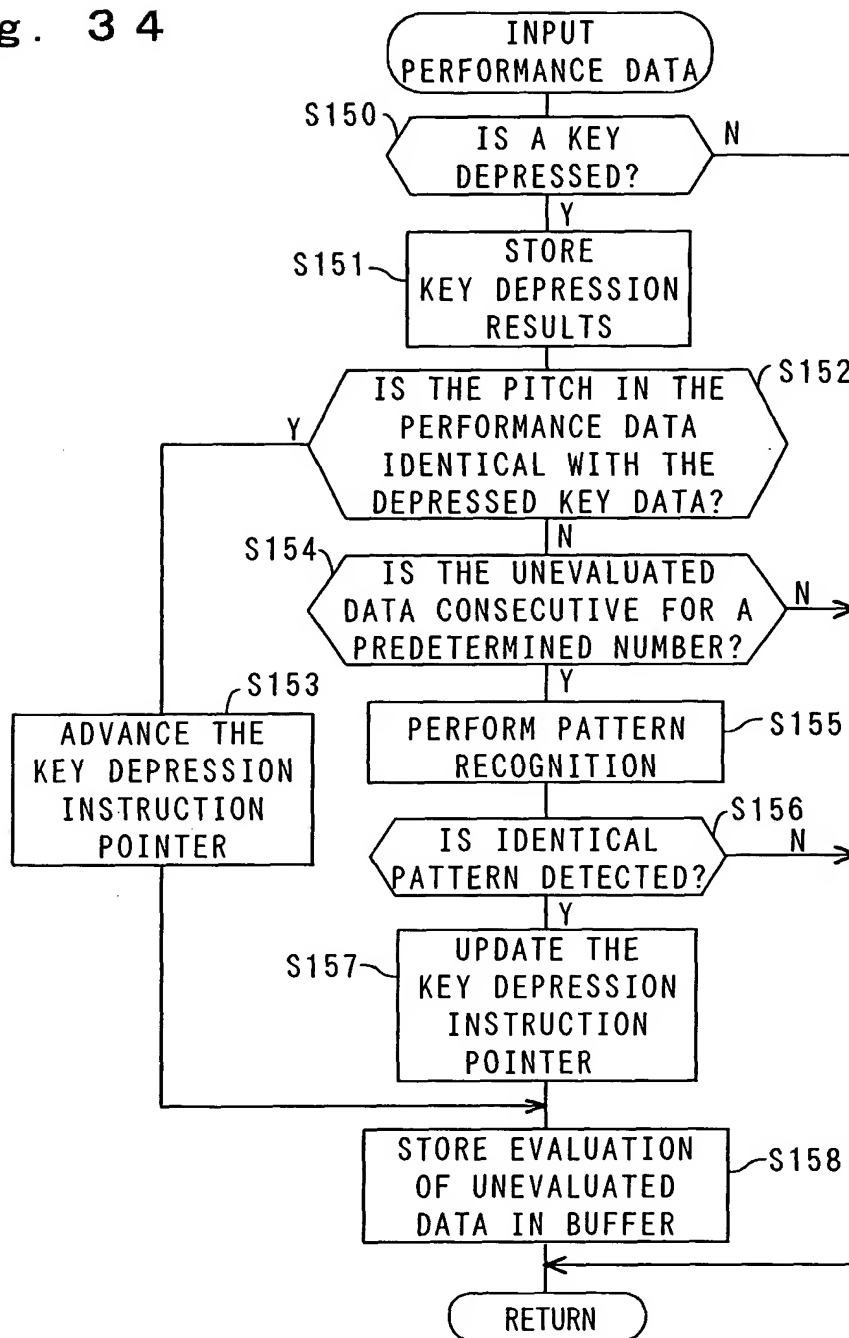 g. 34
INPUT
PERFORMANCE DATA
S150
IS A KEY
DEPRESSED?
N
Y
S151
STORE
KEY DEPRESSION
RESULTS
S152
IS THE PITCH IN THE
PERFORMANCE DATA
IDENTICAL WITH THE
DEPRESSED KEY DATA?
Y
N
S154
IS THE UNEVALUATED
DATA CONSECUTIVE FOR A
PREDETERMINED NUMBER?
N
Y
S153
ADVANCE THE
KEY DEPRESSION
INSTRUCTION
POINTER
PERFORM PATTERN
RECOGNITION
S155
S156
IS IDENTICAL
PATTERN DETECTED?
N
Y
S157
UPDATE THE
KEY DEPRESSION
INSTRUCTION
POINTER
STORE EVALUATION
OF UNEVALUATED
DATA IN BUFFER
S158
RETURN